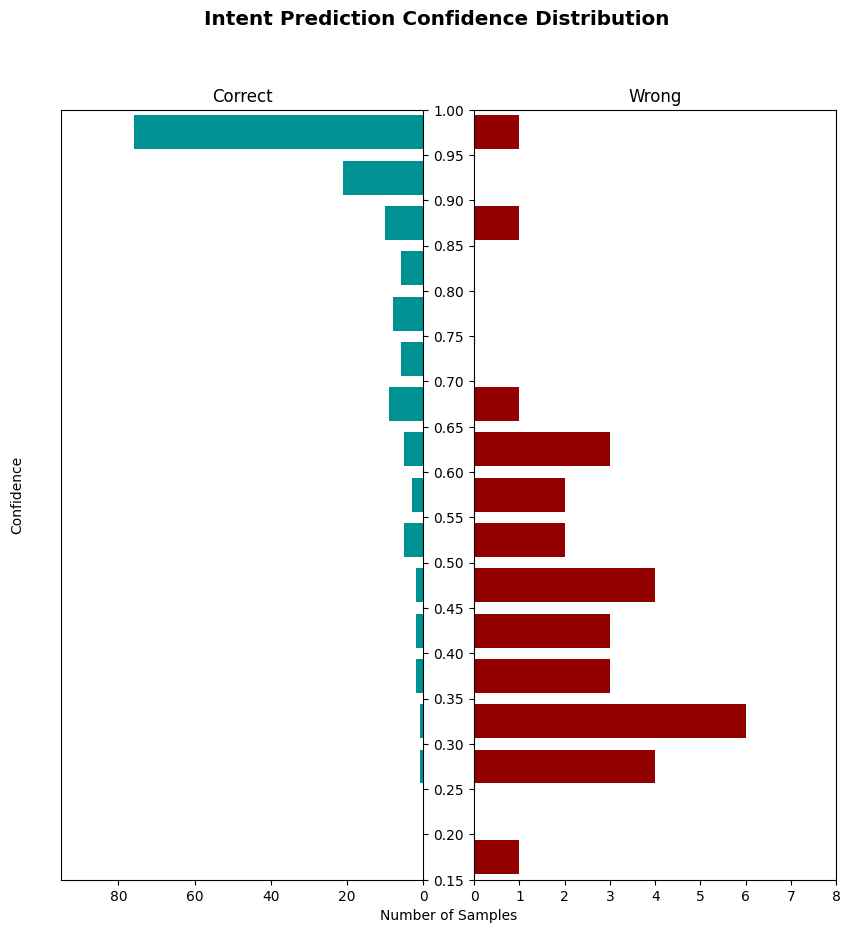 Intent Prediction Confidence Distribution
Correct
Wrong
1.00
0.95
0.90
0.85
0.80
0.75
0.70
0.65
0.60
0.55
0.50
0.45
0.40
0.35
0.30
0.25
0.20
0.15
Confidence
80 60 40 20 0
0 1 2 3 4 5 6 7 8
Number of Samples